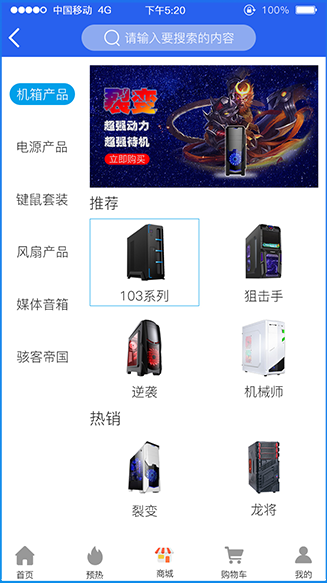 中国移动 4G 下午5:20 100%
请输入要搜索的内容
机箱产品
电源产品
键鼠套装
风扇产品
媒体音箱
骇客帝国
裂变
超强动力
超强待机
立即购买
推荐
103系列
狙击手
逆袭
机械师
热销
裂变
龙将
首页 预热 商城 购物车 我的